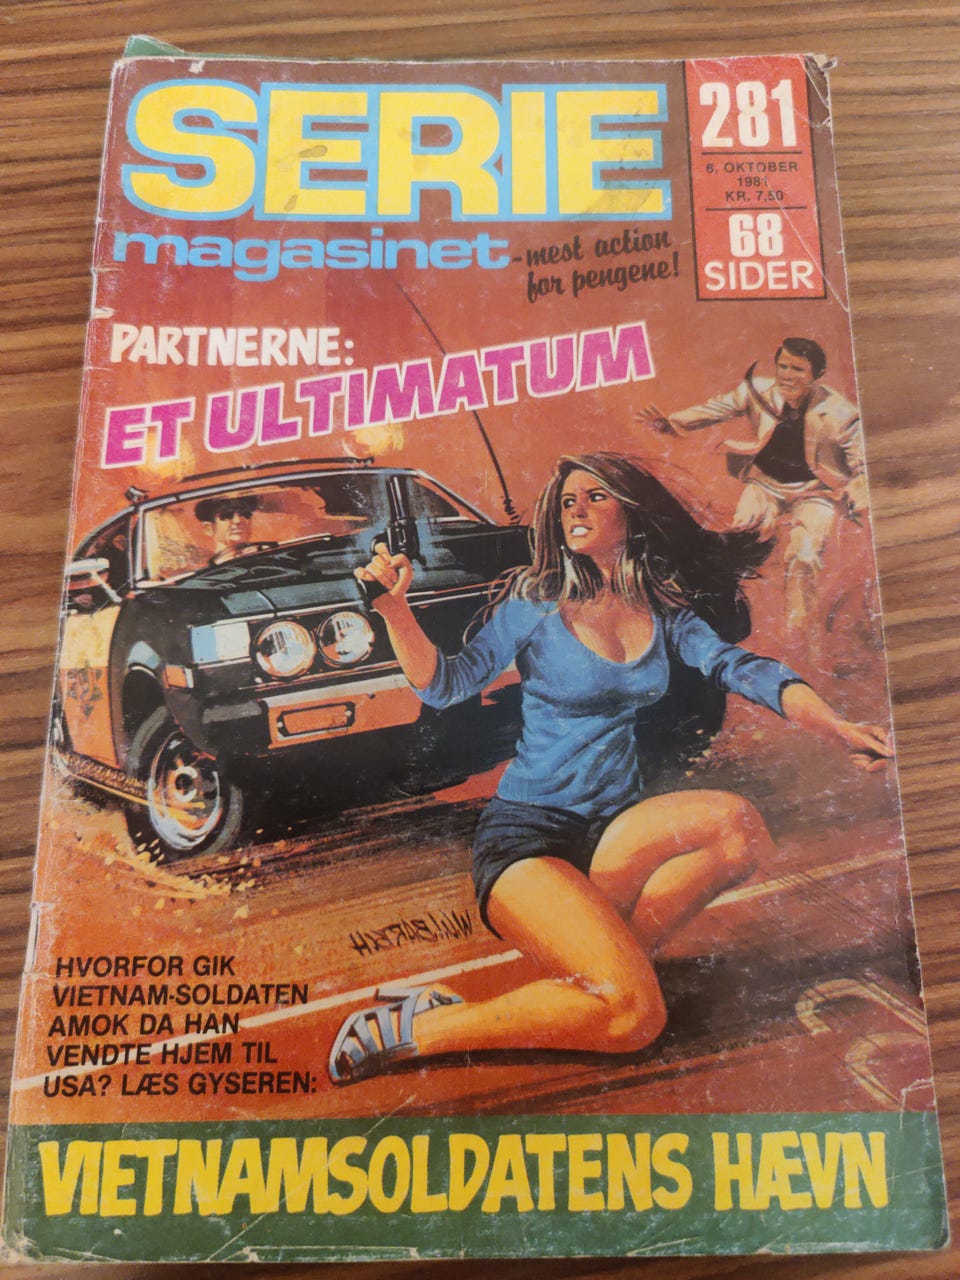 SERIE
magasinet
-mest action
for pengene!
281
6. OKTOBER
1981
KR. 7,50
68
SIDER
PARTNERNE:
ET ULTIMATUM
HVORFOR GIK
VIETNAM-SOLDATEN
AMOK DA HAN
VENDTE HJEM TIL
USA? LÆS GYSEREN:
VIETNAMSOLDATENS HÆVN